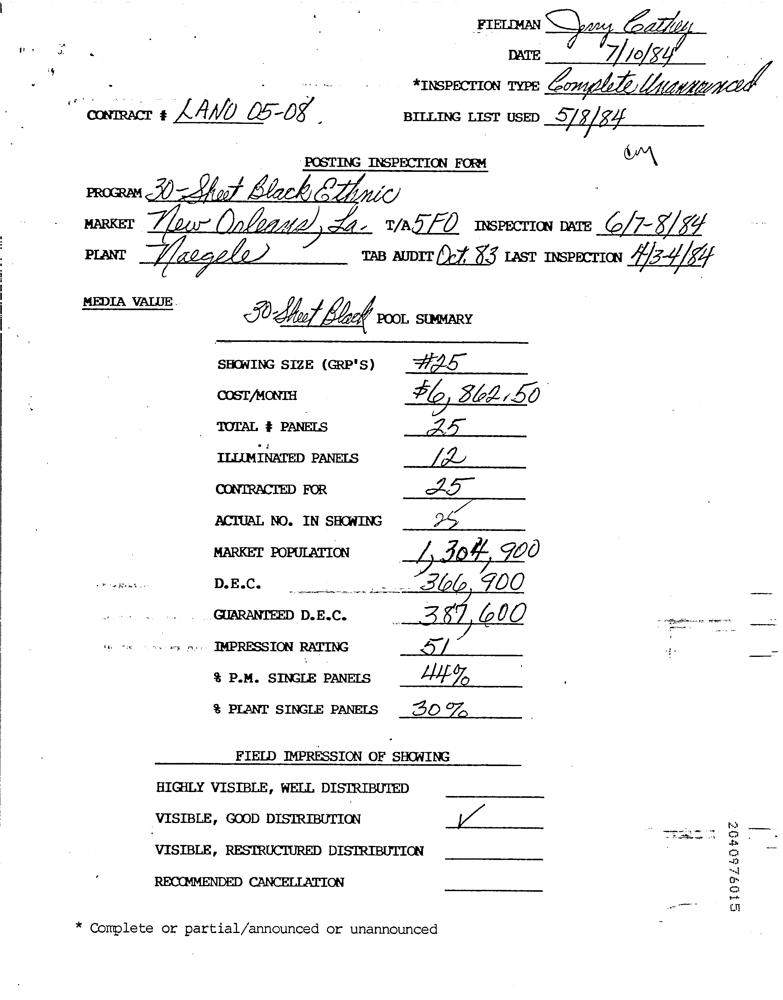 FIELDMAN Jerry Cathey
DATE 7/10/84
*INSPECTION TYPE Complete, Unannounced
CONTRACT # LANO 05-08
BILLING LIST USED 5/8/84
POSTING INSPECTION FORM
PROGRAM 30-Sheet Black Ethnic
MARKET New Orleans, La. T/A 5FO INSPECTION DATE 6/7-8/84
PLANT Naegele TAB AUDIT Oct. 83 LAST INSPECTION 4/3-4/84
MEDIA VALUE
30-Sheet Black POOL SUMMARY
SHOWING SIZE (GRP'S) #25
COST/MONTH $6,862.50
TOTAL # PANELS 25
ILLUMINATED PANELS 12
CONTRACTED FOR 25
ACTUAL NO. IN SHOWING 25
MARKET POPULATION 1,304,900
D.E.C. 366,900
GUARANTEED D.E.C. 387,600
IMPRESSION RATING 51
% P.M. SINGLE PANELS 44%
% PLANT SINGLE PANELS 30%
FIELD IMPRESSION OF SHOWING
HIGHLY VISIBLE, WELL DISTRIBUTED
VISIBLE, GOOD DISTRIBUTION ✓
VISIBLE, RESTRUCTURED DISTRIBUTION
RECOMMENDED CANCELLATION
* Complete or partial/announced or unannounced
2040976015